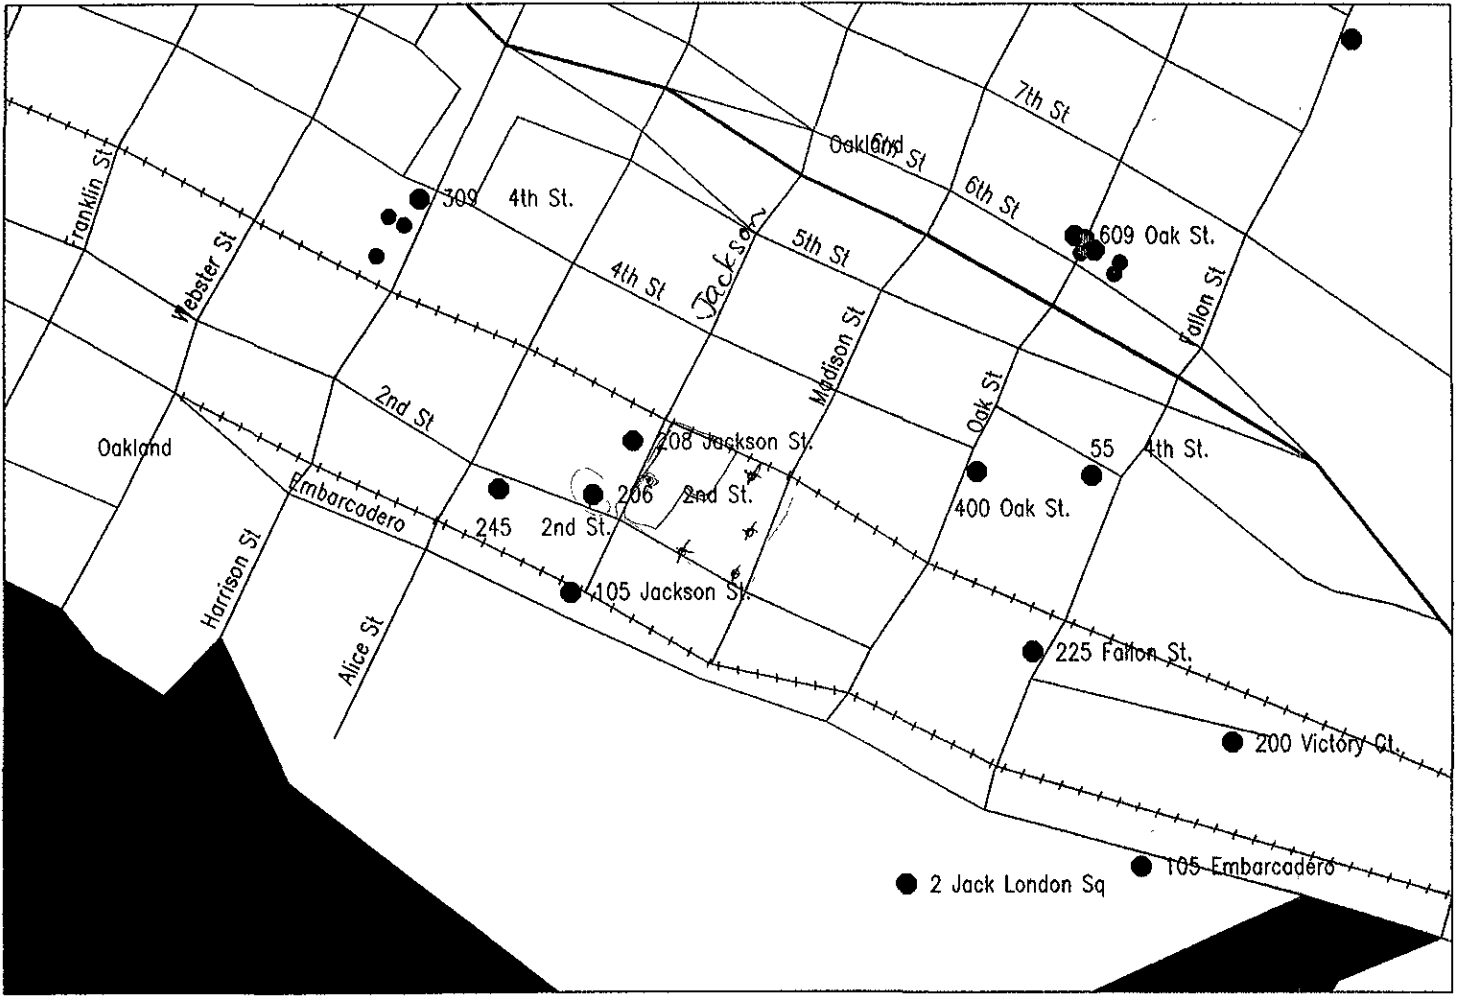 7th St
Oakland
6th St
6th St
309 4th St.
Franklin St
Webster St
Jackson
5th St
4th St
609 Oak St.
Fallon St
Madison St
Oak St
2nd St
Oakland
208 Jackson St.
55 4th St.
206 2nd St.
Embarcadero
245 2nd St.
400 Oak St.
Harrison St
105 Jackson St.
Alice St
225 Fallon St.
200 Victory Ct.
105 Embarcadero
2 Jack London Sq